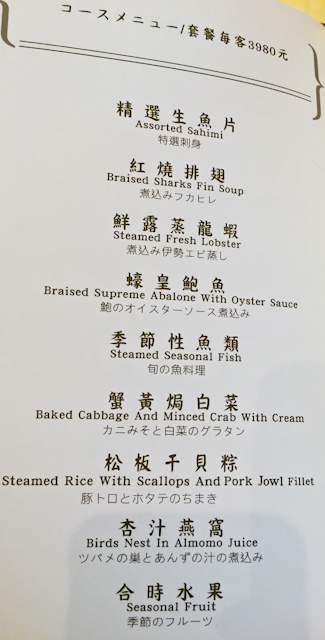 コースメニュー/套餐每客3980元
精選生魚片
Assorted Sahimi
特選刺身
紅燒排翅
Braised Sharks Fin Soup
煮込みフカヒレ
鮮露蒸龍蝦
Steamed Fresh Lobster
煮込み伊勢エビ蒸し
蠔皇鮑魚
Braised Supreme Abalone With Oyster Sauce
鮑のオイスターソース煮込み
季節性魚類
Steamed Seasonal Fish
旬の魚料理
蟹黃焗白菜
Baked Cabbage And Minced Crab With Cream
カニみそと白菜のグラタン
松板干貝粽
Steamed Rice With Scallops And Pork Jowl Fillet
豚トロとホタテのちまき
杏汁燕窩
Birds Nest In Almomo Juice
ツバメの巣とあんずの汁の煮込み
合時水果
Seasonal Fruit
季節のフルーツ